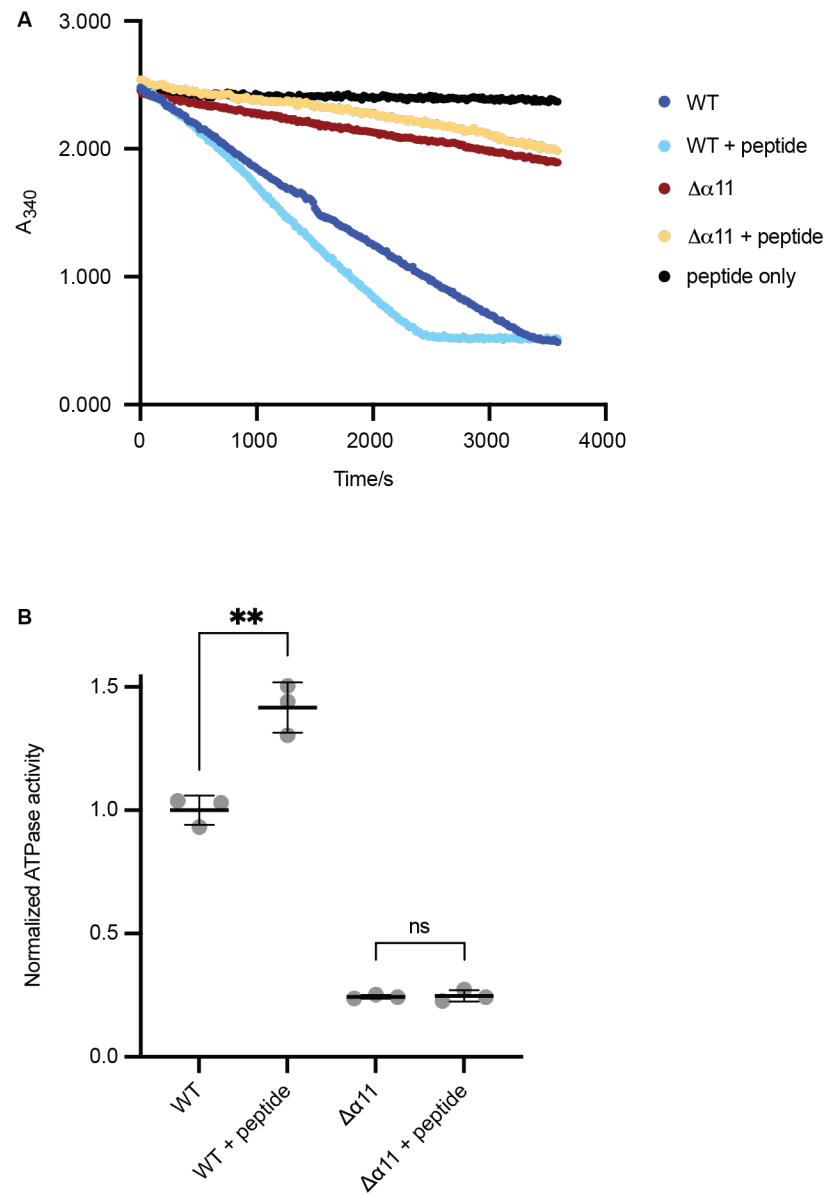 A
3.000
2.000
1.000
0.000
A340
0
1000
2000
3000
4000
Time/s
WT
WT + peptide
Δα11
Δα11 + peptide
peptide only
B
**
1.5
1.0
0.5
0.0
Normalized ATPase activity
ns
WT
WT + peptide
Δα11
Δα11 + peptide